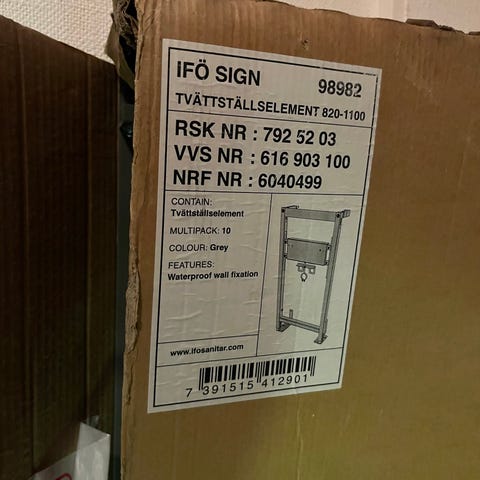 IFÖ SIGN 98982
TVÄTTSTÄLLSELEMENT 820-1100
RSK NR : 792 52 03
VVS NR : 616 903 100
NRF NR : 6040499
CONTAIN:
Tvättställselement
MULTIPACK: 10
COLOUR: Grey
FEATURES:
Waterproof wall fixation
www.ifosanitar.com
7 391515 412901